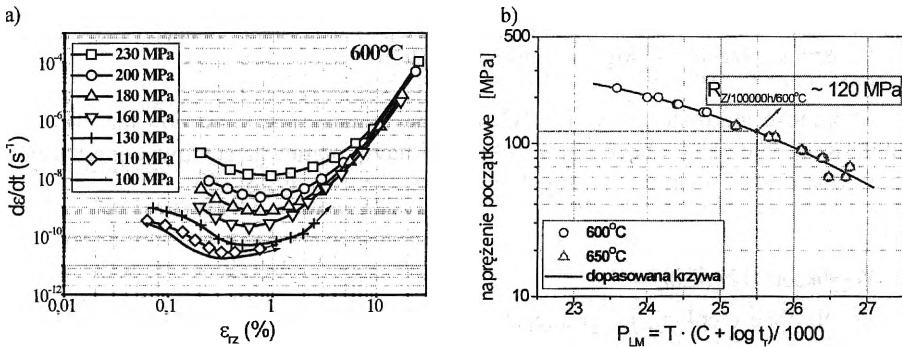 a)
600°C
230 MPa
200 MPa
180 MPa
160 MPa
130 MPa
110 MPa
100 MPa
dε/dt (s⁻¹)
10⁻⁴
10⁻⁶
10⁻⁸
10⁻¹⁰
10⁻¹²
0,01
0,1
1
10
ε_rz (%)
b)
naprężenie początkowe [MPa]
500
100
10
R_Z/100000h/600°C ~ 120 MPa
600°C
650°C
dopasowana krzywa
23
24
25
26
27
P_LM = T · (C + log t_r)/ 1000